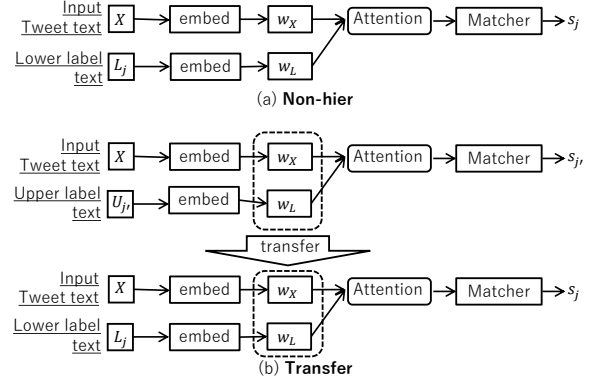 Input
Tweet text X embed w_X Attention Matcher s_j
Lower label
text L_j embed w_L
(a) Non-hier
Input
Tweet text X embed w_X Attention Matcher s_j′
Upper label
text U_j′ embed w_L
transfer
Input
Tweet text X embed w_X Attention Matcher s_j
Lower label
text L_j embed w_L
(b) Transfer